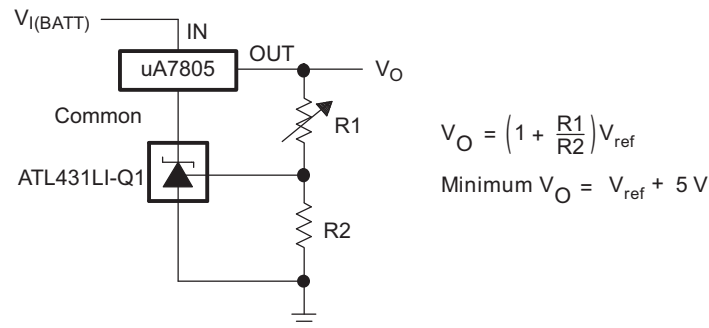 V_I(BATT)
IN
OUT
uA7805
V_O
Common
R1
ATL431LI-Q1
R2
V_O = (1 + R1/R2) V_ref
Minimum V_O = V_ref + 5 V